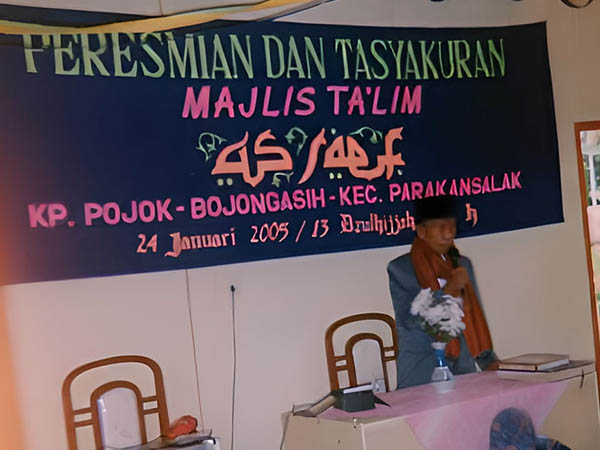 PERESMIAN DAN TASYAKURAN
MAJLIS TA'LIM
KP. POJOK - BOJONGASIH - KEC. PARAKANSALAK
24 Januari 2005 / 13 Dzulhijjah h